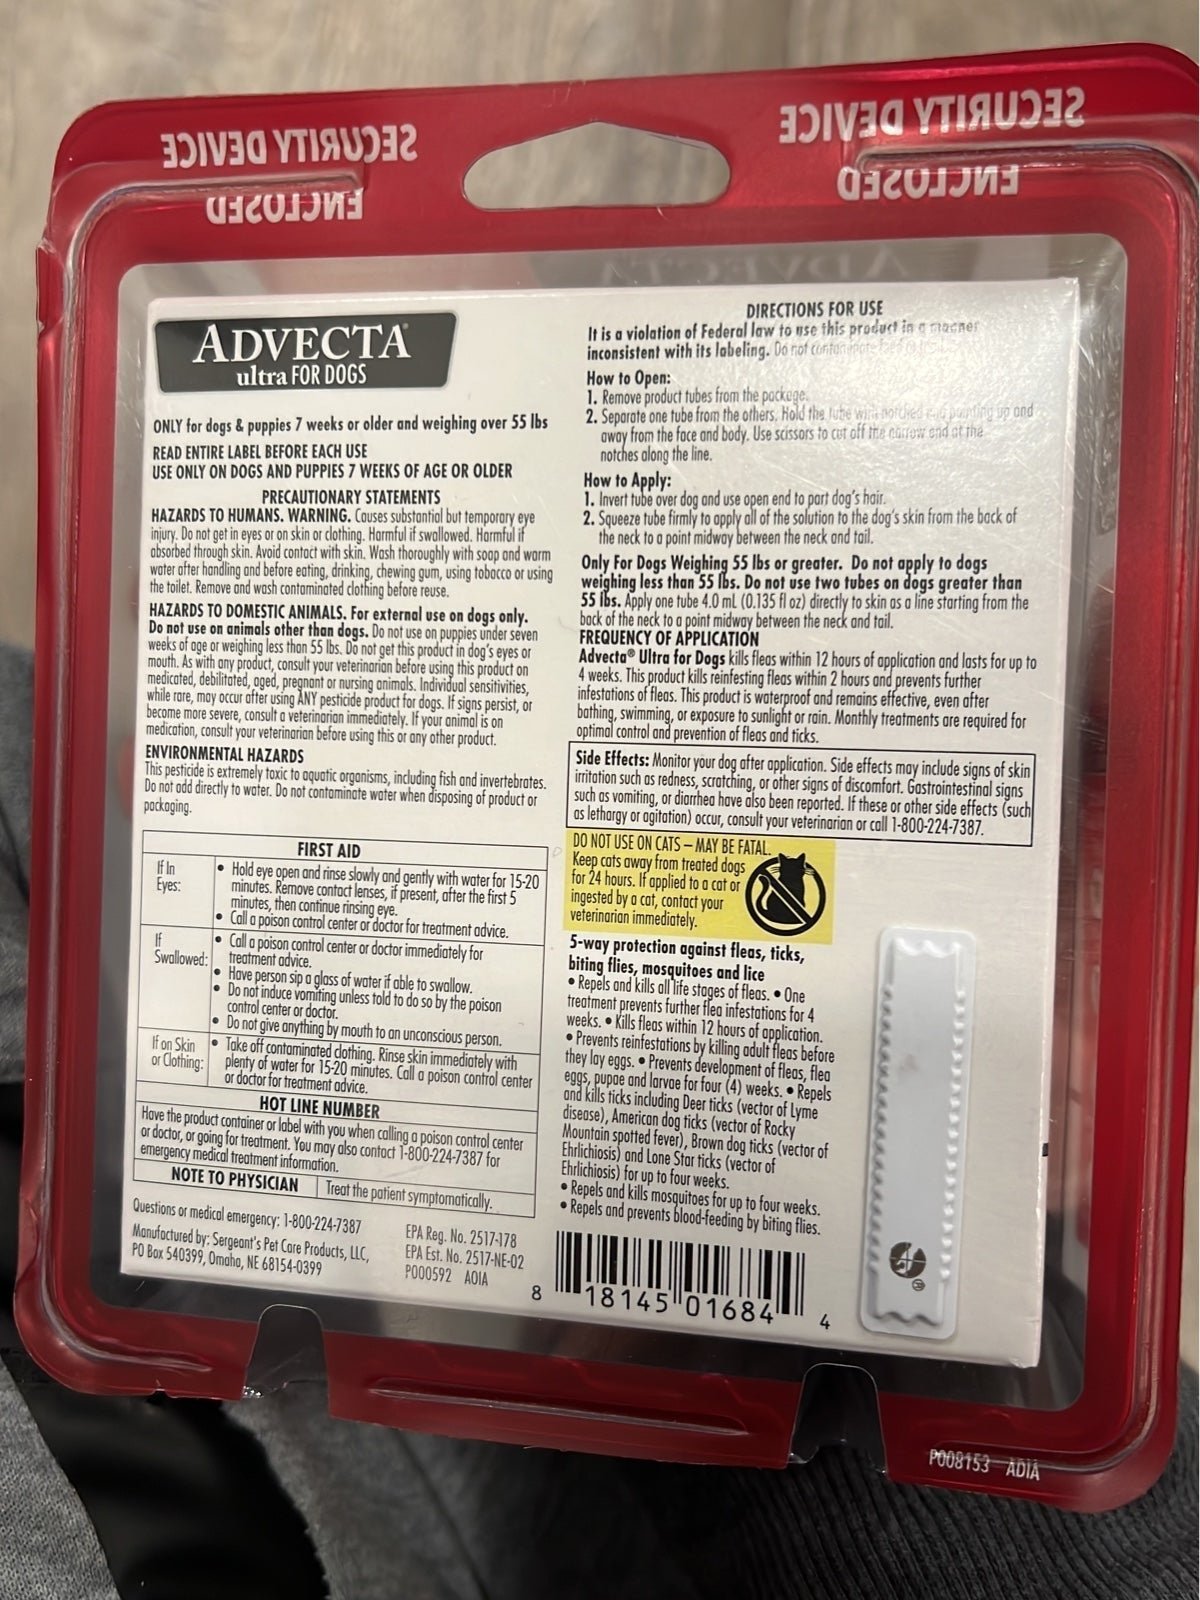 SECURITY DEVICE
ENCLOSED
SECURITY DEVICE
ENCLOSED
ADVECTA
ADVECTA®
ultra FOR DOGS
ONLY for dogs & puppies 7 weeks or older and weighing over 55 lbs
READ ENTIRE LABEL BEFORE EACH USE
USE ONLY ON DOGS AND PUPPIES 7 WEEKS OF AGE OR OLDER
PRECAUTIONARY STATEMENTS
HAZARDS TO HUMANS. WARNING. Causes substantial but temporary eye
injury. Do not get in eyes or on skin or clothing. Harmful if swallowed. Harmful if
absorbed through skin. Avoid contact with skin. Wash thoroughly with soap and warm
water after handling and before eating, drinking, chewing gum, using tobacco or using
the toilet. Remove and wash contaminated clothing before reuse.
HAZARDS TO DOMESTIC ANIMALS. For external use on dogs only.
Do not use on animals other than dogs. Do not use on puppies under seven
weeks of age or weighing less than 55 lbs. Do not get this product in dog's eyes or
mouth. As with any product, consult your veterinarian before using this product on
medicated, debilitated, aged, pregnant or nursing animals. Individual sensitivities,
while rare, may occur after using ANY pesticide product for dogs. If signs persist, or
become more severe, consult a veterinarian immediately. If your animal is on
medication, consult your veterinarian before using this or any other product.
ENVIRONMENTAL HAZARDS
This pesticide is extremely toxic to aquatic organisms, including fish and invertebrates.
Do not add directly to water. Do not contaminate water when disposing of product or
packaging.
FIRST AID
If In
Eyes:
• Hold eye open and rinse slowly and gently with water for 15-20
minutes. Remove contact lenses, if present, after the first 5
minutes, then continue rinsing eye.
• Call a poison control center or doctor for treatment advice.
If
Swallowed:
• Call a poison control center or doctor immediately for
treatment advice.
• Have person sip a glass of water if able to swallow.
• Do not induce vomiting unless told to do so by the poison
control center or doctor.
• Do not give anything by mouth to an unconscious person.
If on Skin
or Clothing:
• Take off contaminated clothing. Rinse skin immediately with
plenty of water for 15-20 minutes. Call a poison control center
or doctor for treatment advice.
HOT LINE NUMBER
Have the product container or label with you when calling a poison control center
or doctor, or going for treatment. You may also contact 1-800-224-7387 for
emergency medical treatment information.
NOTE TO PHYSICIAN Treat the patient symptomatically.
Questions or medical emergency: 1-800-224-7387
Manufactured by: Sergeant's Pet Care Products, LLC,
PO Box 540399, Omaha, NE 68154-0399
EPA Reg. No. 2517-178
EPA Est. No. 2517-NE-02
P000592 A01A
DIRECTIONS FOR USE
It is a violation of Federal law to use this product in a manner
inconsistent with its labeling. Do not contaminate
How to Open:
1. Remove product tubes from the package.
2. Separate one tube from the others. Hold the tube with notched end pointing up and
away from the face and body. Use scissors to cut off the narrow end at the
notches along the line.
How to Apply:
1. Invert tube over dog and use open end to part dog's hair.
2. Squeeze tube firmly to apply all of the solution to the dog's skin from the back of
the neck to a point midway between the neck and tail.
Only For Dogs Weighing 55 lbs or greater. Do not apply to dogs
weighing less than 55 lbs. Do not use two tubes on dogs greater than
55 lbs. Apply one tube 4.0 mL (0.135 fl oz) directly to skin as a line starting from the
back of the neck to a point midway between the neck and tail.
FREQUENCY OF APPLICATION
Advecta® Ultra for Dogs kills fleas within 12 hours of application and lasts for up to
4 weeks. This product kills reinfesting fleas within 2 hours and prevents further
infestations of fleas. This product is waterproof and remains effective, even after
bathing, swimming, or exposure to sunlight or rain. Monthly treatments are required for
optimal control and prevention of fleas and ticks.
Side Effects: Monitor your dog after application. Side effects may include signs of skin
irritation such as redness, scratching, or other signs of discomfort. Gastrointestinal signs
such as vomiting, or diarrhea have also been reported. If these or other side effects (such
as lethargy or agitation) occur, consult your veterinarian or call 1-800-224-7387.
DO NOT USE ON CATS – MAY BE FATAL.
Keep cats away from treated dogs
for 24 hours. If applied to a cat or
ingested by a cat, contact your
veterinarian immediately.
5-way protection against fleas, ticks,
biting flies, mosquitoes and lice
• Repels and kills all life stages of fleas. • One
treatment prevents further flea infestations for 4
weeks. • Kills fleas within 12 hours of application.
• Prevents reinfestations by killing adult fleas before
they lay eggs. • Prevents development of fleas, flea
eggs, pupae and larvae for four (4) weeks. • Repels
and kills ticks including Deer ticks (vector of Lyme
disease), American dog ticks (vector of Rocky
Mountain spotted fever), Brown dog ticks (vector of
Ehrlichiosis) and Lone Star ticks (vector of
Ehrlichiosis) for up to four weeks.
• Repels and kills mosquitoes for up to four weeks.
• Repels and prevents blood-feeding by biting flies.
8 18145 01684 4
P008153 ADIA